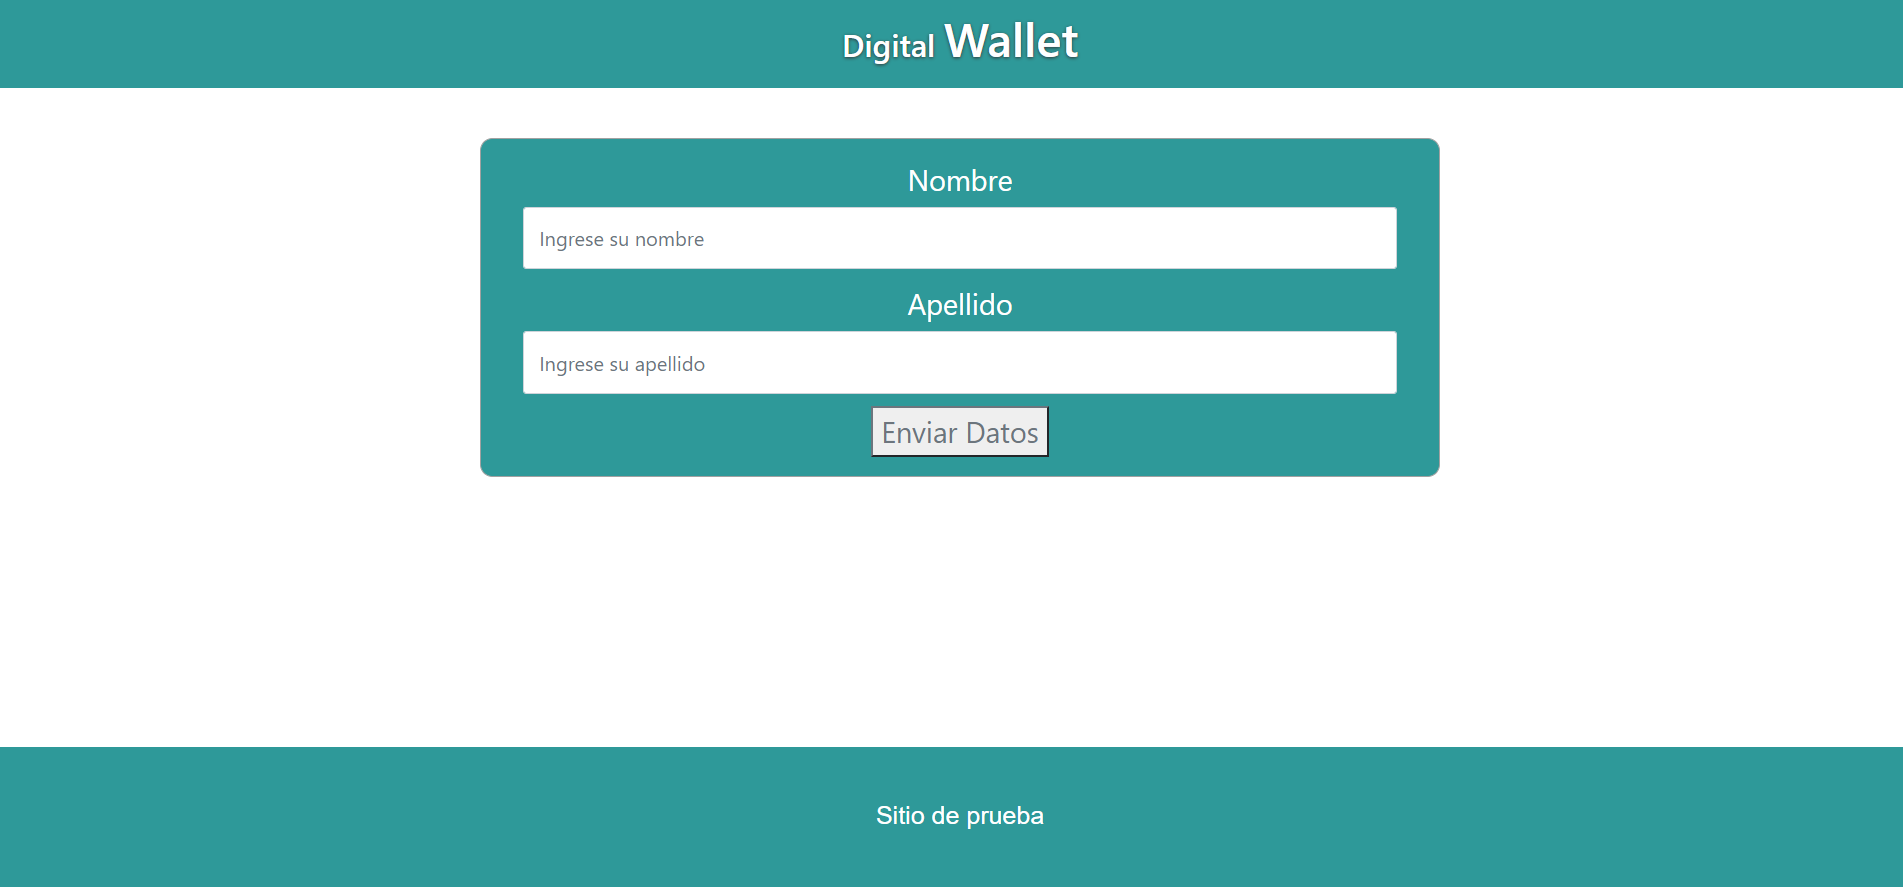 Digital Wallet
Nombre
Ingrese su nombre
Apellido
Ingrese su apellido
Enviar Datos
Sitio de prueba